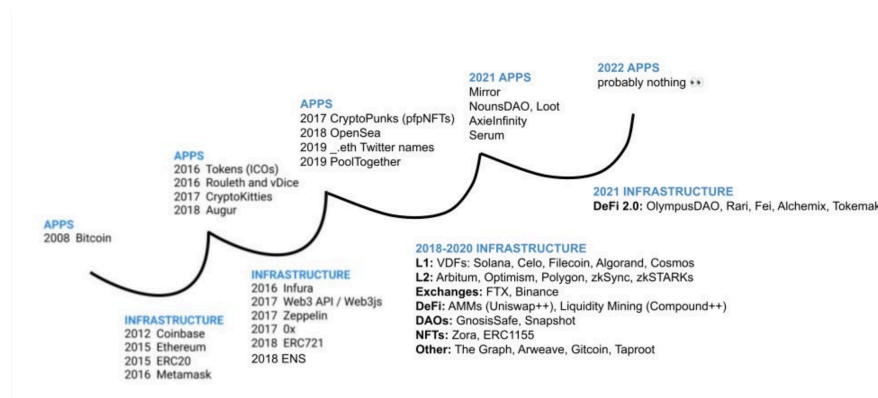 APPS
2008 Bitcoin
INFRASTRUCTURE
2012 Coinbase
2015 Ethereum
2015 ERC20
2016 Metamask
APPS
2016 Tokens (ICOs)
2016 Rouleth and vDice
2017 CryptoKitties
2018 Augur
INFRASTRUCTURE
2016 Infura
2017 Web3 API / Web3js
2017 Zeppelin
2017 0x
2018 ERC721
2018 ENS
APPS
2017 CryptoPunks (pfpNFTs)
2018 OpenSea
2019 _.eth Twitter names
2019 PoolTogether
2018-2020 INFRASTRUCTURE
L1: VDFs: Solana, Celo, Filecoin, Algorand, Cosmos
L2: Arbitum, Optimism, Polygon, zkSync, zkSTARKs
Exchanges: FTX, Binance
DeFi: AMMs (Uniswap++), Liquidity Mining (Compound++)
DAOs: GnosisSafe, Snapshot
NFTs: Zora, ERC1155
Other: The Graph, Arweave, Gitcoin, Taproot
2021 APPS
Mirror
NounsDAO, Loot
AxieInfinity
Serum
2021 INFRASTRUCTURE
DeFi 2.0: OlympusDAO, Rari, Fei, Alchemix, Tokemak
2022 APPS
probably nothing 👀